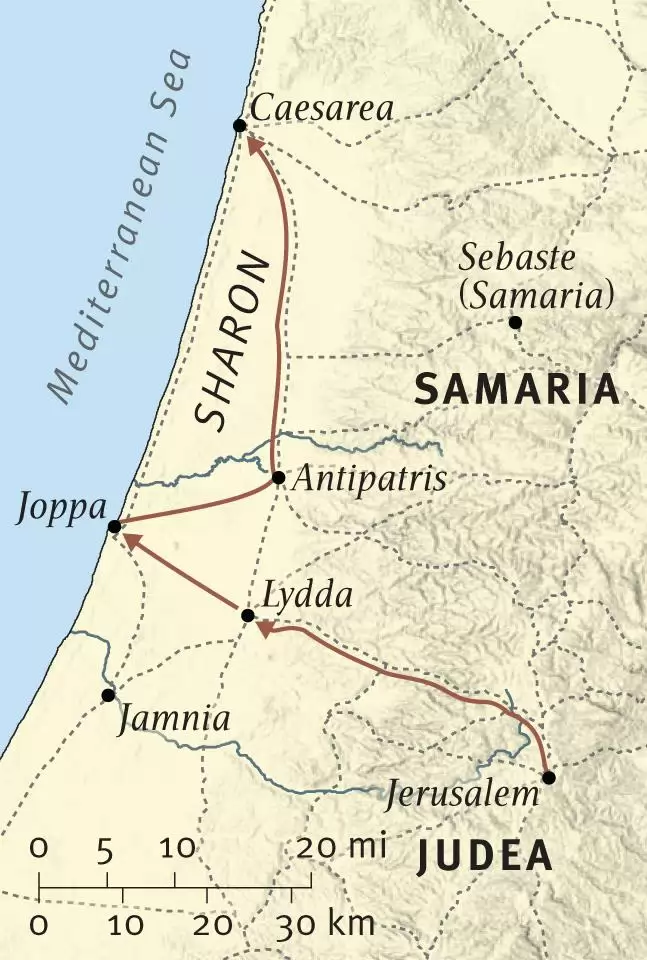 Caesarea
Mediterranean Sea
Sebaste
(Samaria)
SHARON
SAMARIA
Antipatris
Joppa
Lydda
Jamnia
Jerusalem
JUDEA
0 5 10 20 mi
0 10 20 30 km